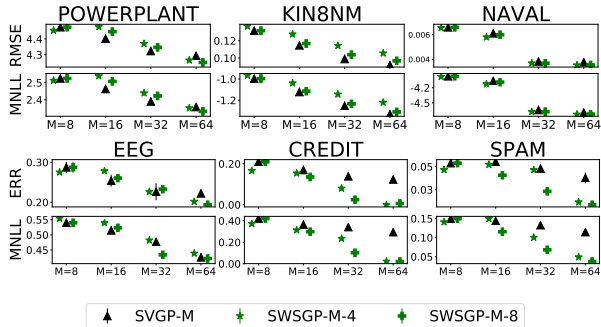 POWERPLANT KIN8NM NAVAL
RMSE 4.4 4.3 0.12 0.10 0.006 0.004
MNLL 2.5 2.4 -1.0 -1.2 -4.2 -4.5
M=8 M=16 M=32 M=64 M=8 M=16 M=32 M=64 M=8 M=16 M=32 M=64
EEG CREDIT SPAM
ERR 0.30 0.20 0.20 0.00 0.05 0.03
MNLL 0.55 0.50 0.45 0.40 0.20 0.00 0.15 0.10 0.05
M=8 M=16 M=32 M=64 M=8 M=16 M=32 M=64 M=8 M=16 M=32 M=64
SVGP-M SWSGP-M-4 SWSGP-M-8